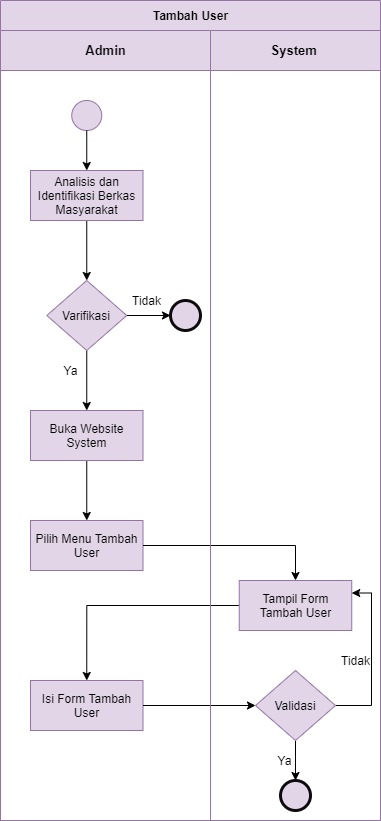 Tambah User
Admin
System
Analisis dan
Identifikasi Berkas
Masyarakat
Varifikasi
Tidak
Ya
Buka Website
System
Pilih Menu Tambah
User
Tampil Form
Tambah User
Tidak
Isi Form Tambah
User
Validasi
Ya